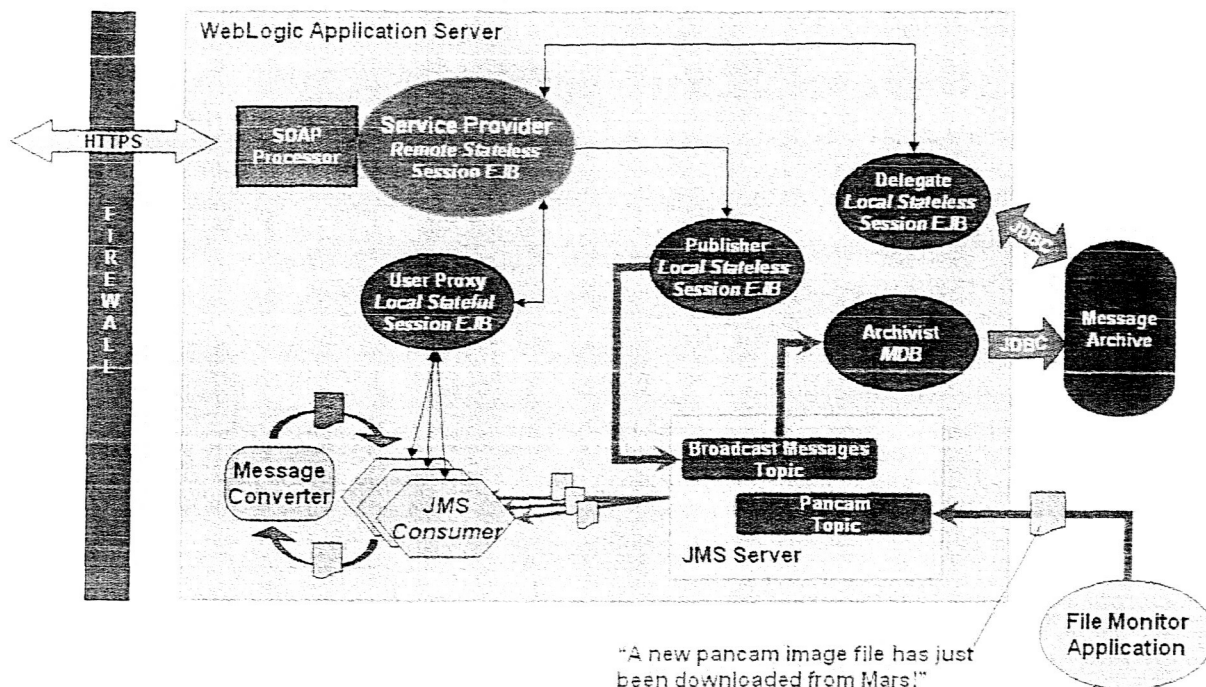 WebLogic Application Server
HTTPS
FIREWALL
SOAP
Processor
Service Provider
Remote Stateless
Session EJB
Delegate
Local Stateless
Session EJB
JDBC
Publisher
Local Stateless
Session EJB
User Proxy
Local Stateful
Session EJB
Archivist
MDB
JDBC
Message
Archive
Message
Converter
JMS
Consumer
Broadcast Messages
Topic
Pancam
Topic
JMS Server
File Monitor
Application
"A new pancam image file has just
been downloaded from Mars!"